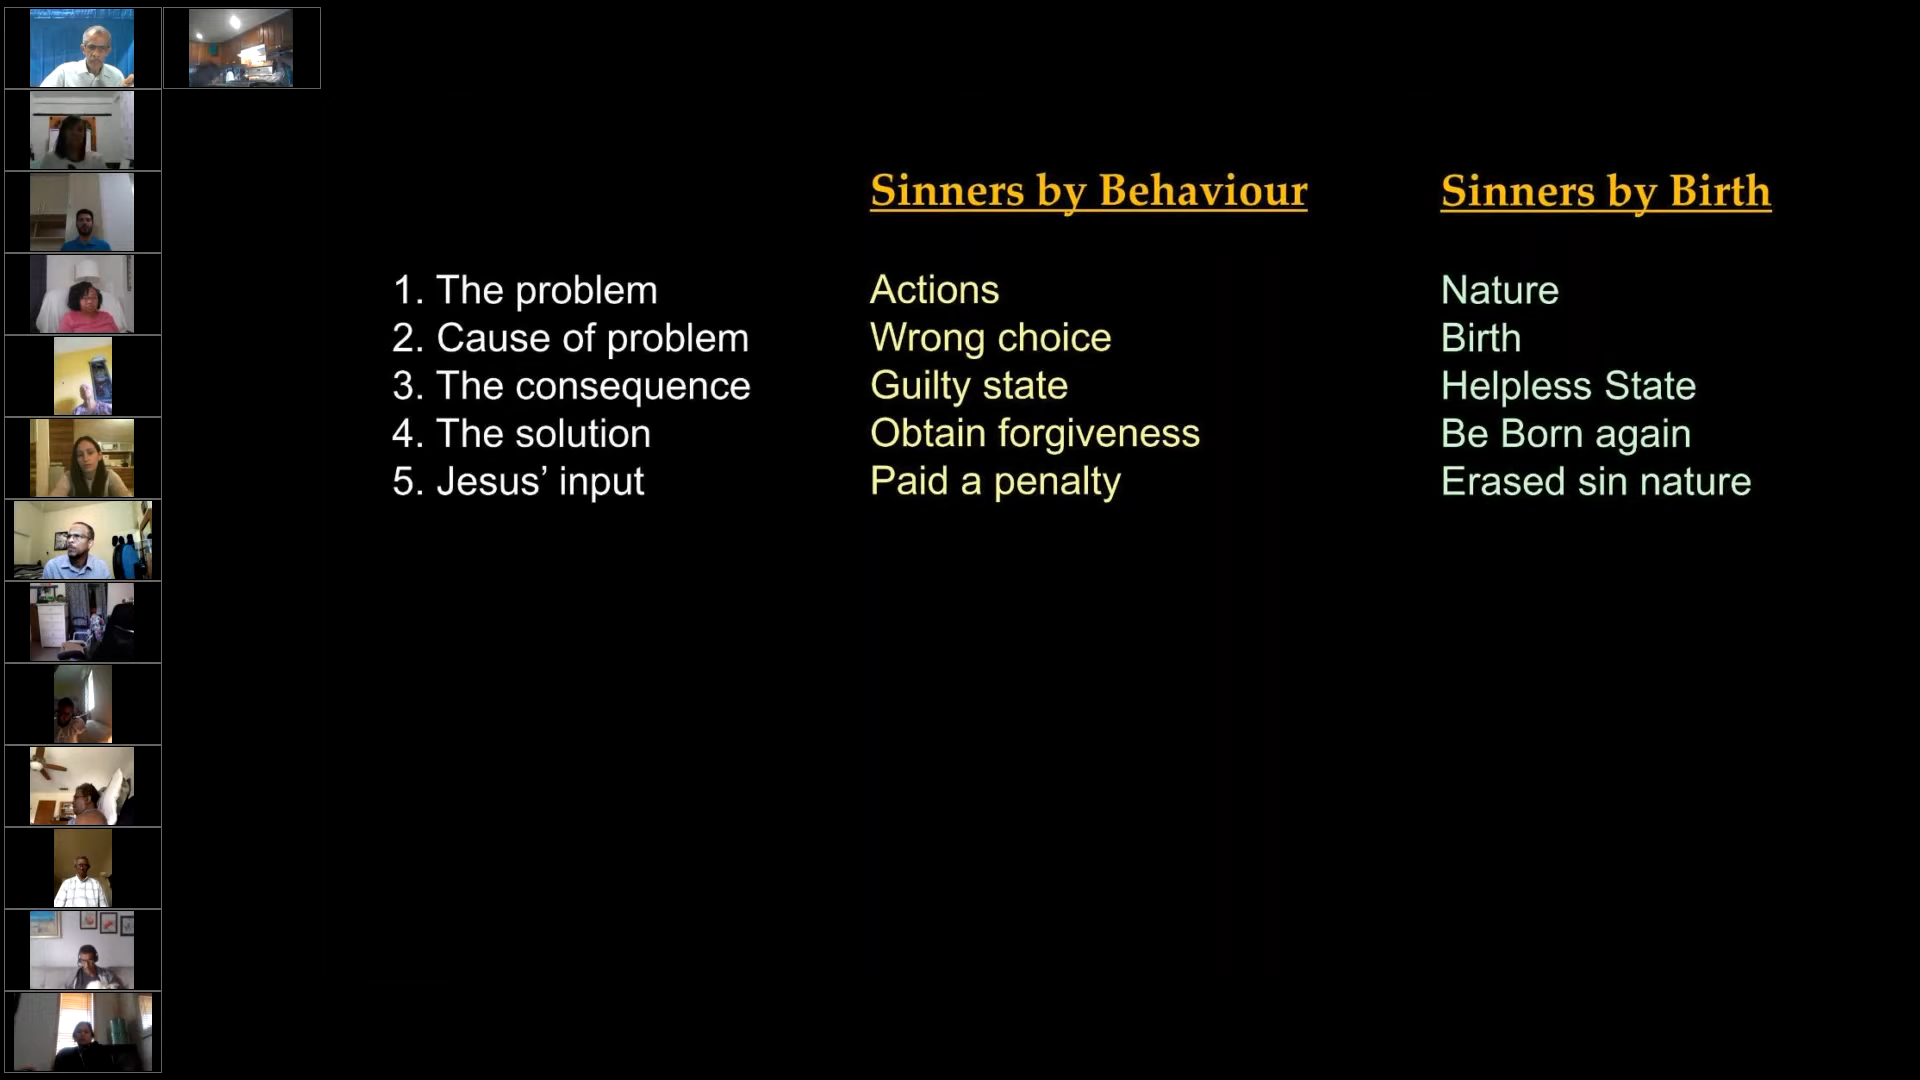 Sinners by Behaviour Sinners by Birth
1. The problem Actions Nature
2. Cause of problem Wrong choice Birth
3. The consequence Guilty state Helpless State
4. The solution Obtain forgiveness Be Born again
5. Jesus’ input Paid a penalty Erased sin nature